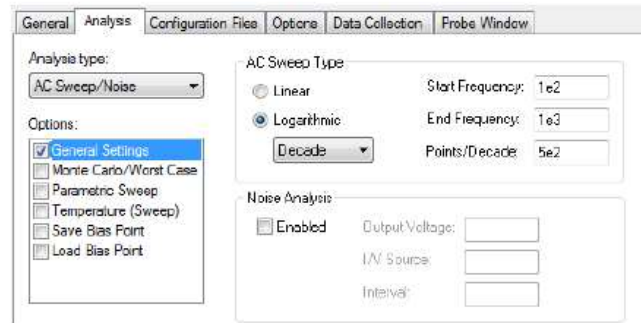 General Analysis Configuration Files Options Data Collection Probe Window
Analysis type:
AC Sweep/Noise
Options:
General Settings
Monte Carlo/Worst Case
Parametric Sweep
Temperature (Sweep)
Save Bias Point
Load Bias Point
AC Sweep Type
Linear
Logarithmic
Decade
Start Frequency: 1e2
End Frequency: 1e3
Points/Decade: 5e2
Noise Analysis
Enabled
Output Voltage:
I/V Source:
Interval: